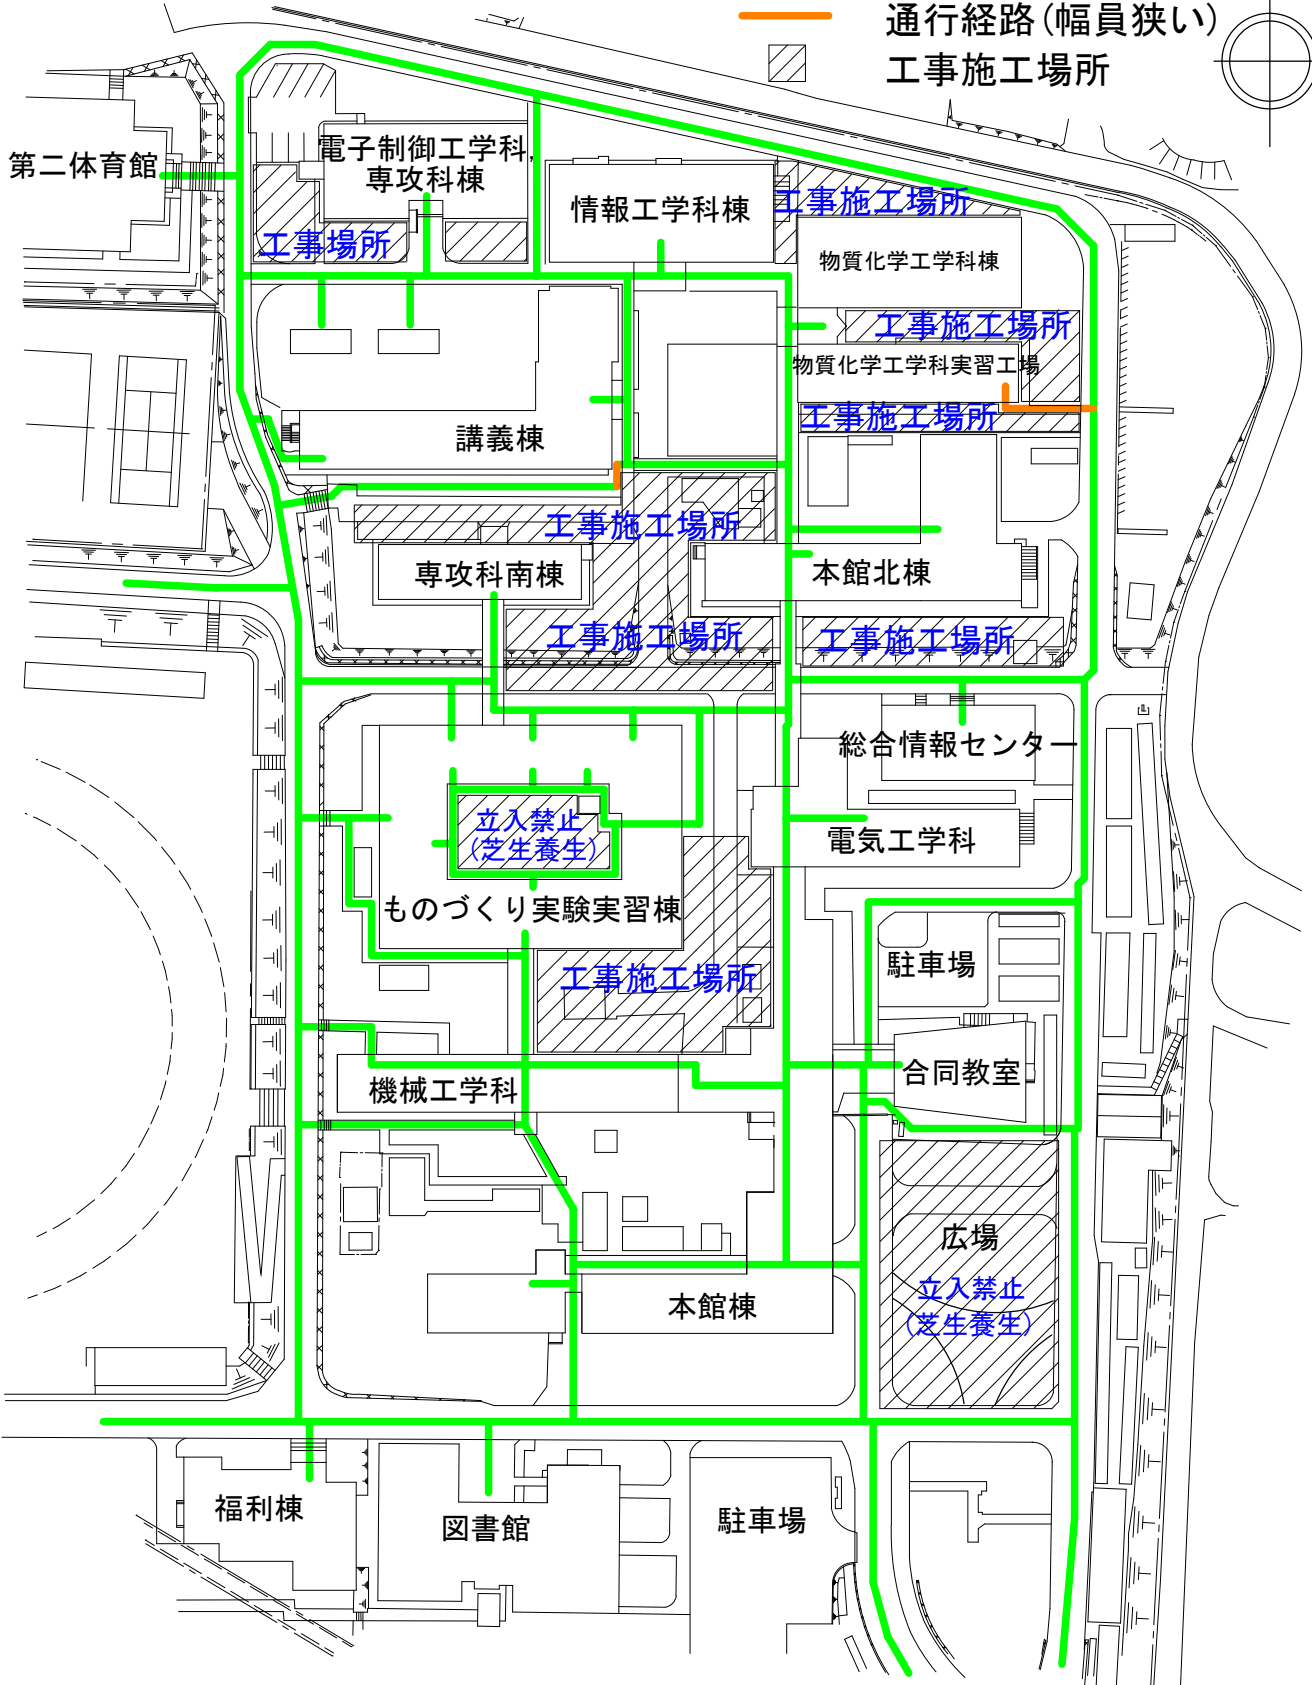 通行経路(幅員狭い)
工事施工場所
第二体育館
電子制御工学科,
専攻科棟
情報工学科棟
工事施工場所
工事場所
物質化学工学科棟
工事施工場所
物質化学工学科実習工場
工事施工場所
講義棟
工事施工場所
専攻科南棟
本館北棟
工事施工場所
工事施工場所
総合情報センター
立入禁止
(芝生養生)
電気工学科
ものづくり実験実習棟
工事施工場所
駐車場
機械工学科
合同教室
広場
立入禁止
(芝生養生)
本館棟
福利棟
図書館
駐車場